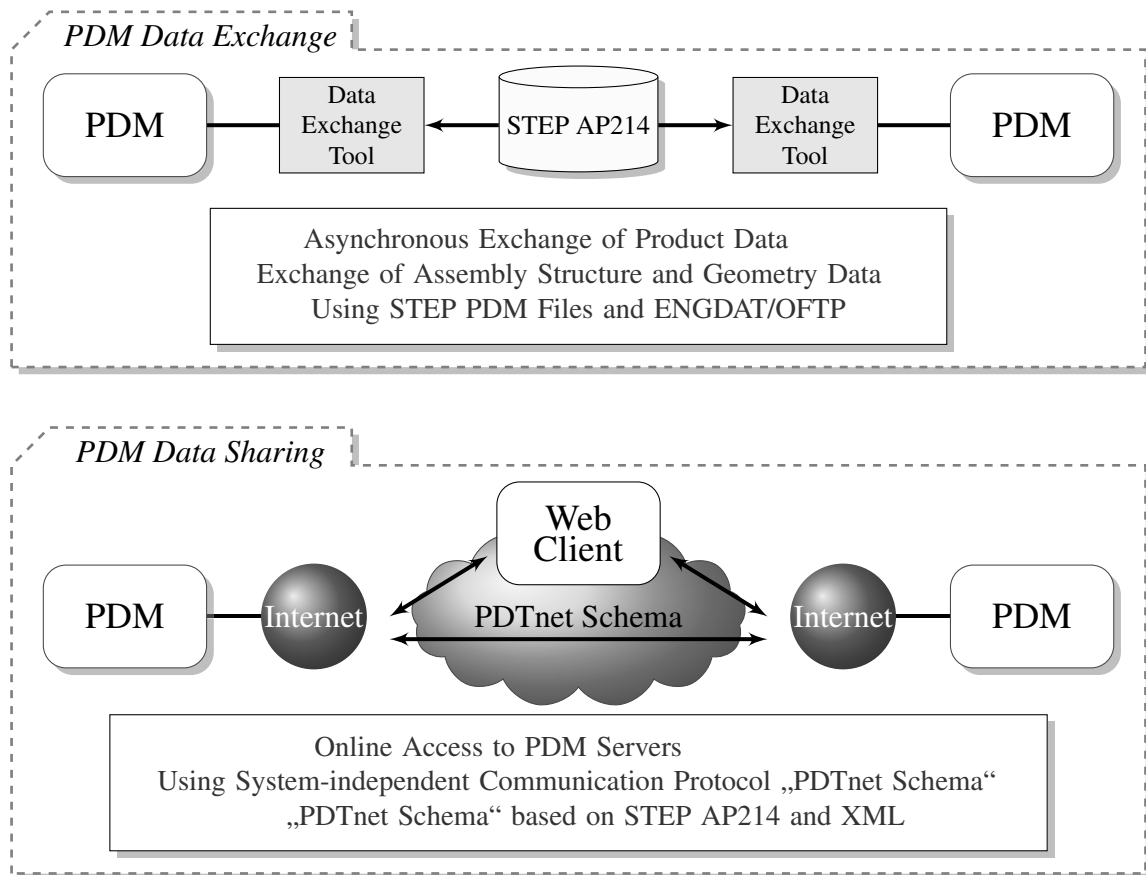 PDM Data Exchange
PDM
Data
Exchange
Tool
STEP AP214
Data
Exchange
Tool
PDM
Asynchronous Exchange of Product Data
Exchange of Assembly Structure and Geometry Data
Using STEP PDM Files and ENGDAT/OFTP
PDM Data Sharing
Web
Client
PDM
Internet
PDTnet Schema
Internet
PDM
Online Access to PDM Servers
Using System-independent Communication Protocol „PDTnet Schema“
„PDTnet Schema“ based on STEP AP214 and XML